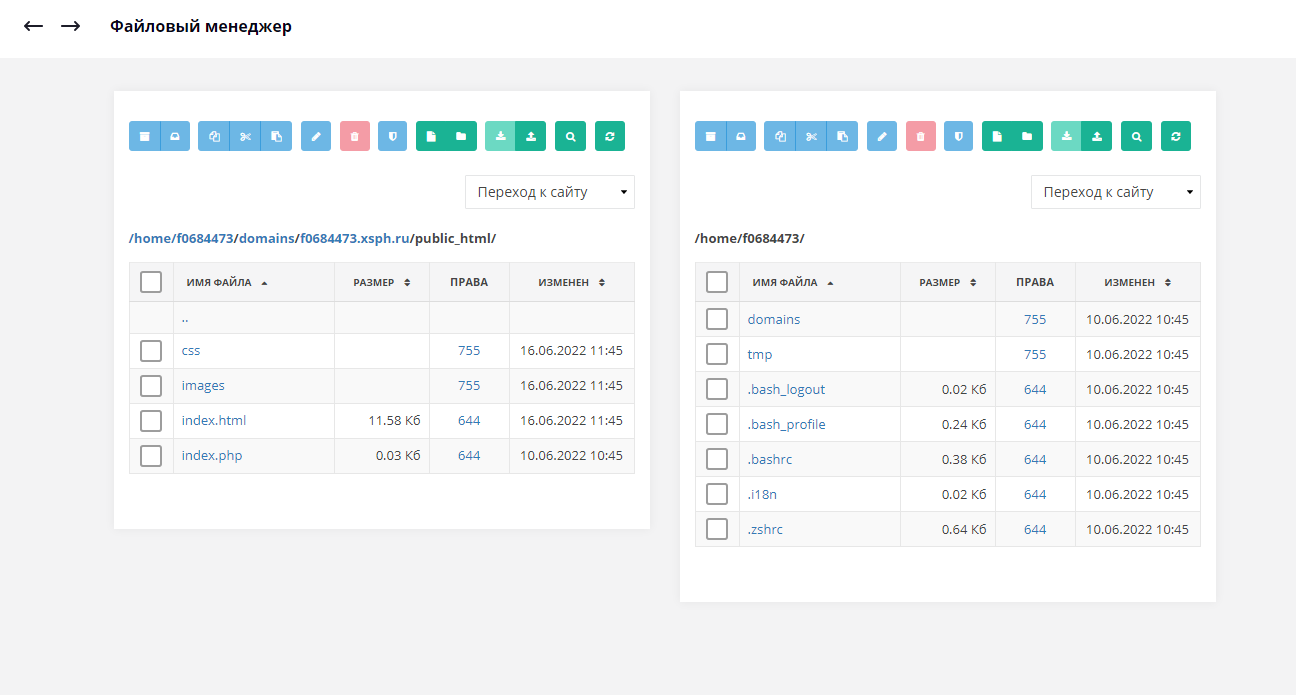 Файловый менеджер
Переход к сайту
/home/f0684473/domains/f0684473.xsph.ru/public_html/
ИМЯ ФАЙЛА РАЗМЕР ПРАВА ИЗМЕНЕН
..
css 755 16.06.2022 11:45
images 755 16.06.2022 11:45
index.html 11.58 Кб 644 16.06.2022 11:45
index.php 0.03 Кб 644 10.06.2022 10:45
Переход к сайту
/home/f0684473/
ИМЯ ФАЙЛА РАЗМЕР ПРАВА ИЗМЕНЕН
domains 755 10.06.2022 10:45
tmp 755 10.06.2022 10:45
.bash_logout 0.02 Кб 644 10.06.2022 10:45
.bash_profile 0.24 Кб 644 10.06.2022 10:45
.bashrc 0.38 Кб 644 10.06.2022 10:45
.i18n 0.02 Кб 644 10.06.2022 10:45
.zshrc 0.64 Кб 644 10.06.2022 10:45